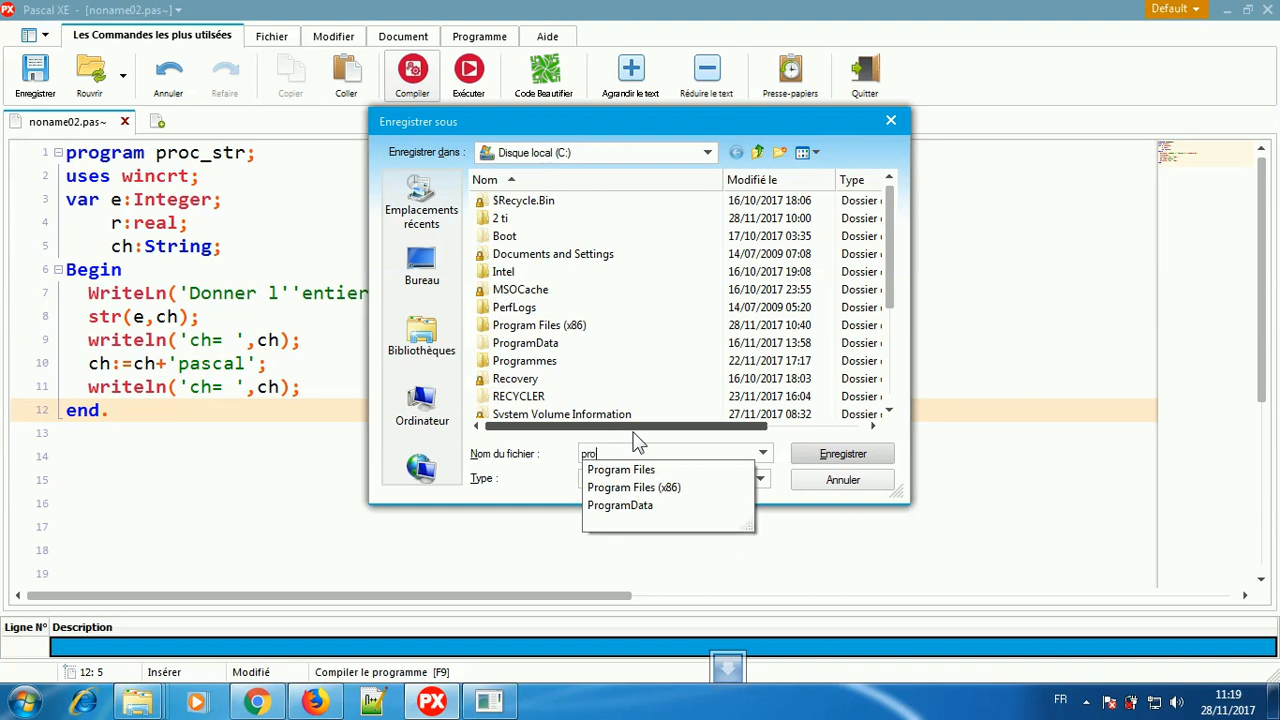 Pascal XE - [noname02.pas~]
Default
Les Commandes les plus utilisées
Fichier
Modifier
Document
Programme
Aide
Enregistrer
Rouvrir
Annuler
Refaire
Copier
Coller
Compiler
Exécuter
Code Beautifier
Agrandir le text
Réduire le text
Presse-papiers
Quitter
noname02.pas~
1 program proc_str;
2 uses wincrt;
3 var e:Integer;
4 r:real;
5 ch:String;
6 Begin
7 WriteLn('Donner l''entier
8 str(e,ch);
9 writeln('ch= ',ch);
10 ch:=ch+'pascal';
11 writeln('ch= ',ch);
12 end.
13
14
15
16
17
18
19
Enregistrer sous
Enregistrer dans :
Disque local (C:)
Emplacements récents
Bureau
Bibliothèques
Ordinateur
Nom Modifié le Type
$Recycle.Bin 16/10/2017 18:06 Dossier
2 ti 28/11/2017 10:00 Dossier
Boot 17/10/2017 03:35 Dossier
Documents and Settings 14/07/2009 07:08 Dossier
Intel 16/10/2017 19:08 Dossier
MSOCache 16/10/2017 23:55 Dossier
PerfLogs 14/07/2009 05:20 Dossier
Program Files (x86) 28/11/2017 10:40 Dossier
ProgramData 16/11/2017 13:58 Dossier
Programmes 22/11/2017 17:17 Dossier
Recovery 16/10/2017 18:03 Dossier
RECYCLER 23/11/2017 16:04 Dossier
System Volume Information 27/11/2017 08:32 Dossier
Nom du fichier : pro
Enregistrer
Type :
Annuler
Program Files
Program Files (x86)
ProgramData
Ligne N° Description
12: 5 Insérer Modifié Compiler le programme [F9]
FR
11:19
28/11/2017